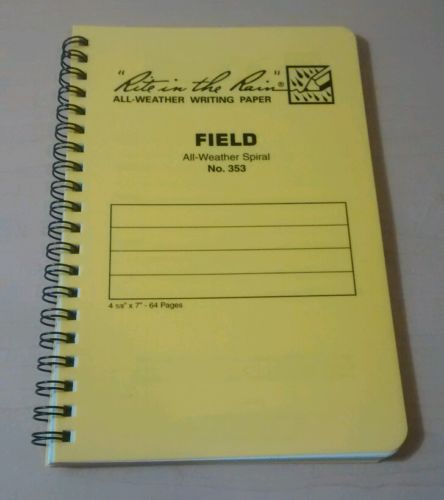 "Rite in the Rain"®
ALL-WEATHER WRITING PAPER
FIELD
All-Weather Spiral
No. 353
4 5/8" x 7" - 64 Pages